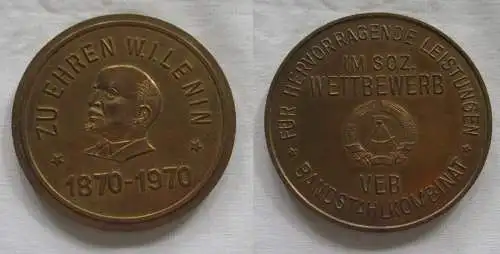 ZU EHREN W.I.LENIN
1870-1970
FÜR HERVORRAGENDE LEISTUNGEN
IM SOZ.
WETTBEWERB
VEB
BANDSTAHLKOMBINAT